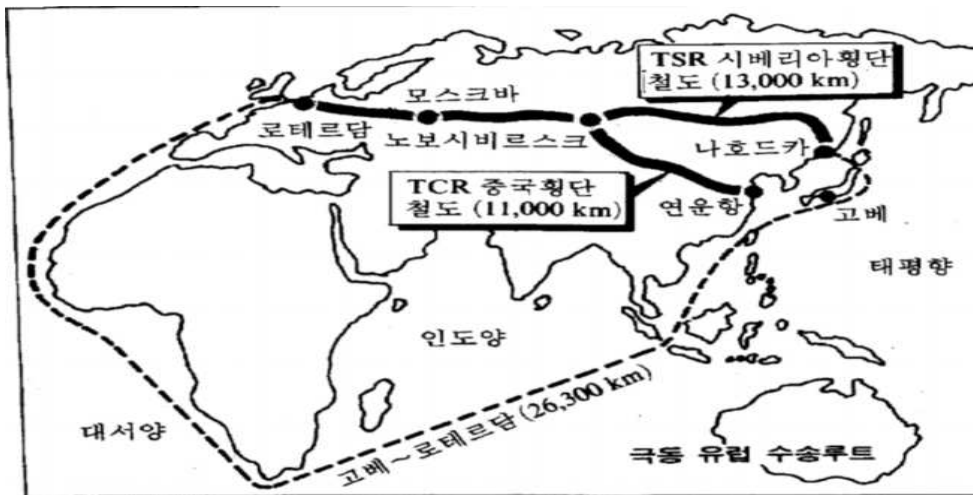 TSR 시베리아횡단
철도 (13,000 km)
모스크바
로테르담
노보시비르스크
나호드카
TCR 중국횡단
철도 (11,000 km)
연운항
고베
태평향
인도양
고베~로테르담 (26,300 km)
대서양
극동 유럽 수송루트